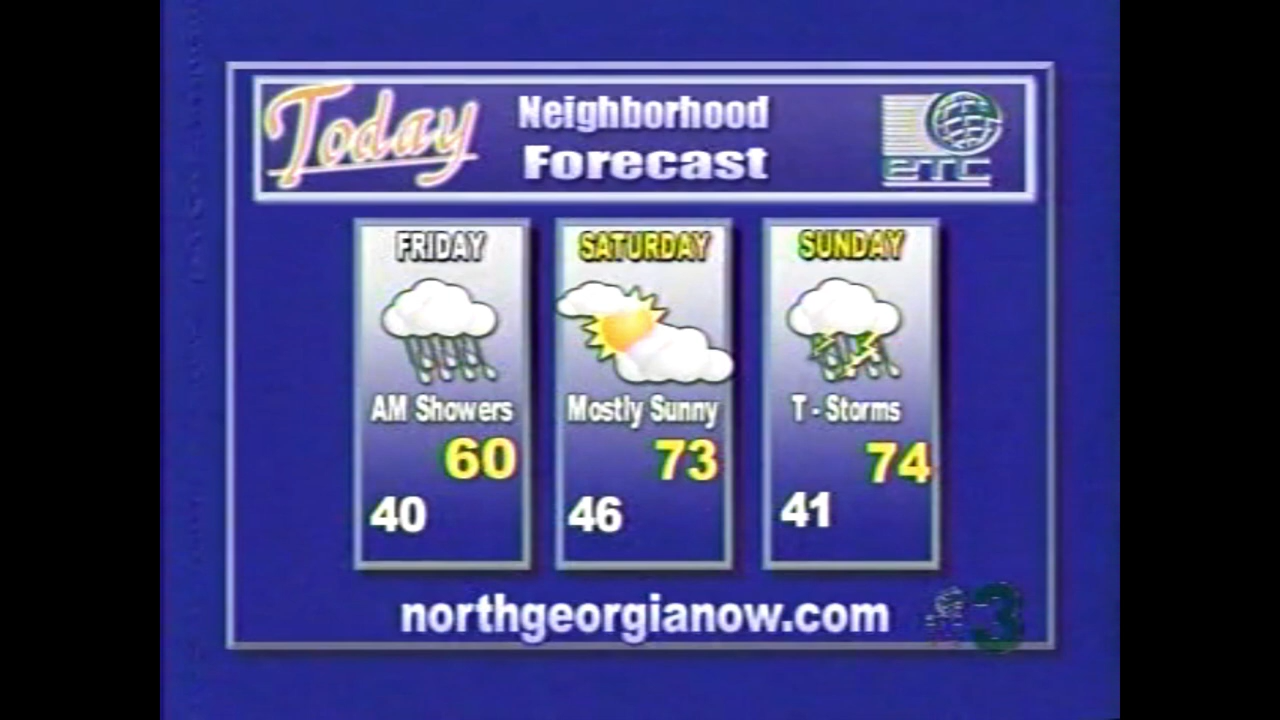 Today
Neighborhood
Forecast
ETC
FRIDAY
AM Showers
60
40
SATURDAY
Mostly Sunny
73
46
SUNDAY
T - Storms
74
41
northgeorgianow.com
3